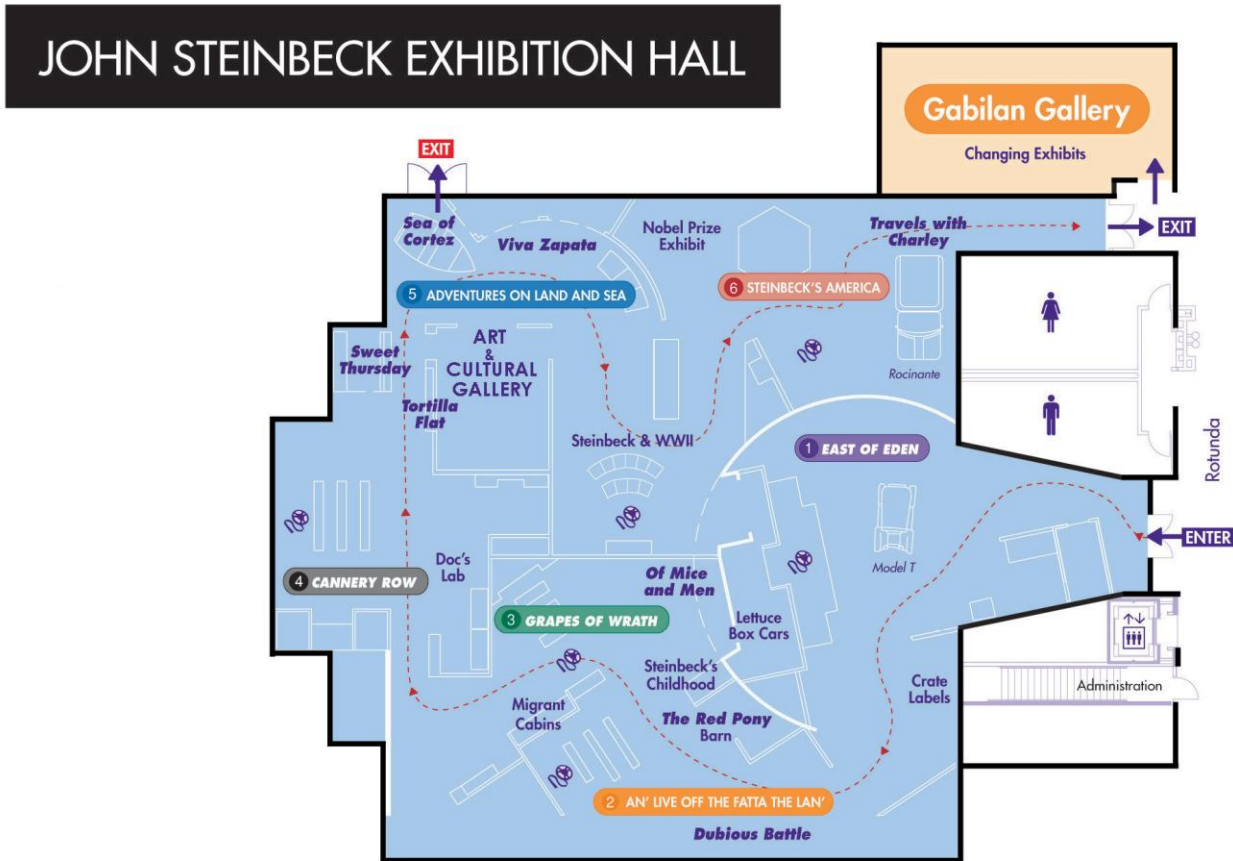 JOHN STEINBECK EXHIBITION HALL
Gabilan Gallery
Changing Exhibits
EXIT
Sea of
Cortez
Viva Zapata
Nobel Prize
Exhibit
Travels with
Charley
EXIT
5 ADVENTURES ON LAND AND SEA
6 STEINBECK'S AMERICA
Sweet
Thursday
ART
&
CULTURAL
GALLERY
Tortilla
Flat
Rocinante
Steinbeck & WWII
1 EAST OF EDEN
Rotunda
ENTER
Model T
Doc's
Lab
4 CANNERY ROW
Of Mice
and Men
3 GRAPES OF WRATH
Lettuce
Box Cars
Steinbeck's
Childhood
Crate
Labels
Administration
Migrant
Cabins
The Red Pony
Barn
2 AN' LIVE OFF THE FATTA THE LAN'
Dubious Battle